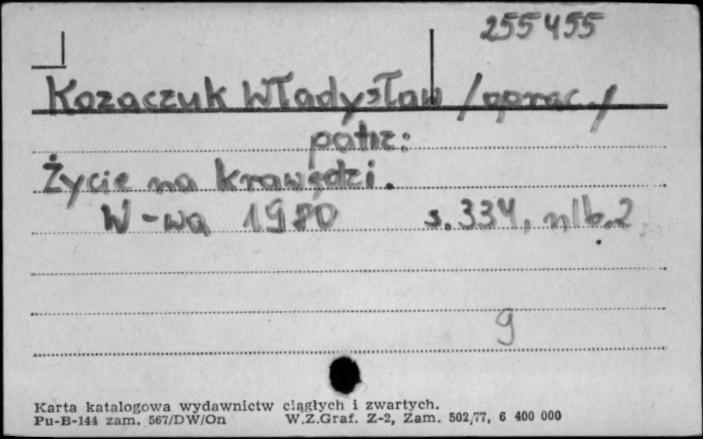 255455
Kozaczuk Władysław /oprac./
patrz:
Życie na krawędzi.
W-wa 1980 s. 334, nlb. 2
9
Karta katalogowa wydawnictw ciągłych i zwartych.
Pu-B-144 zam. 567/DW/On W.Z.Graf. Z-2, Zam. 502/77, 6 400 000